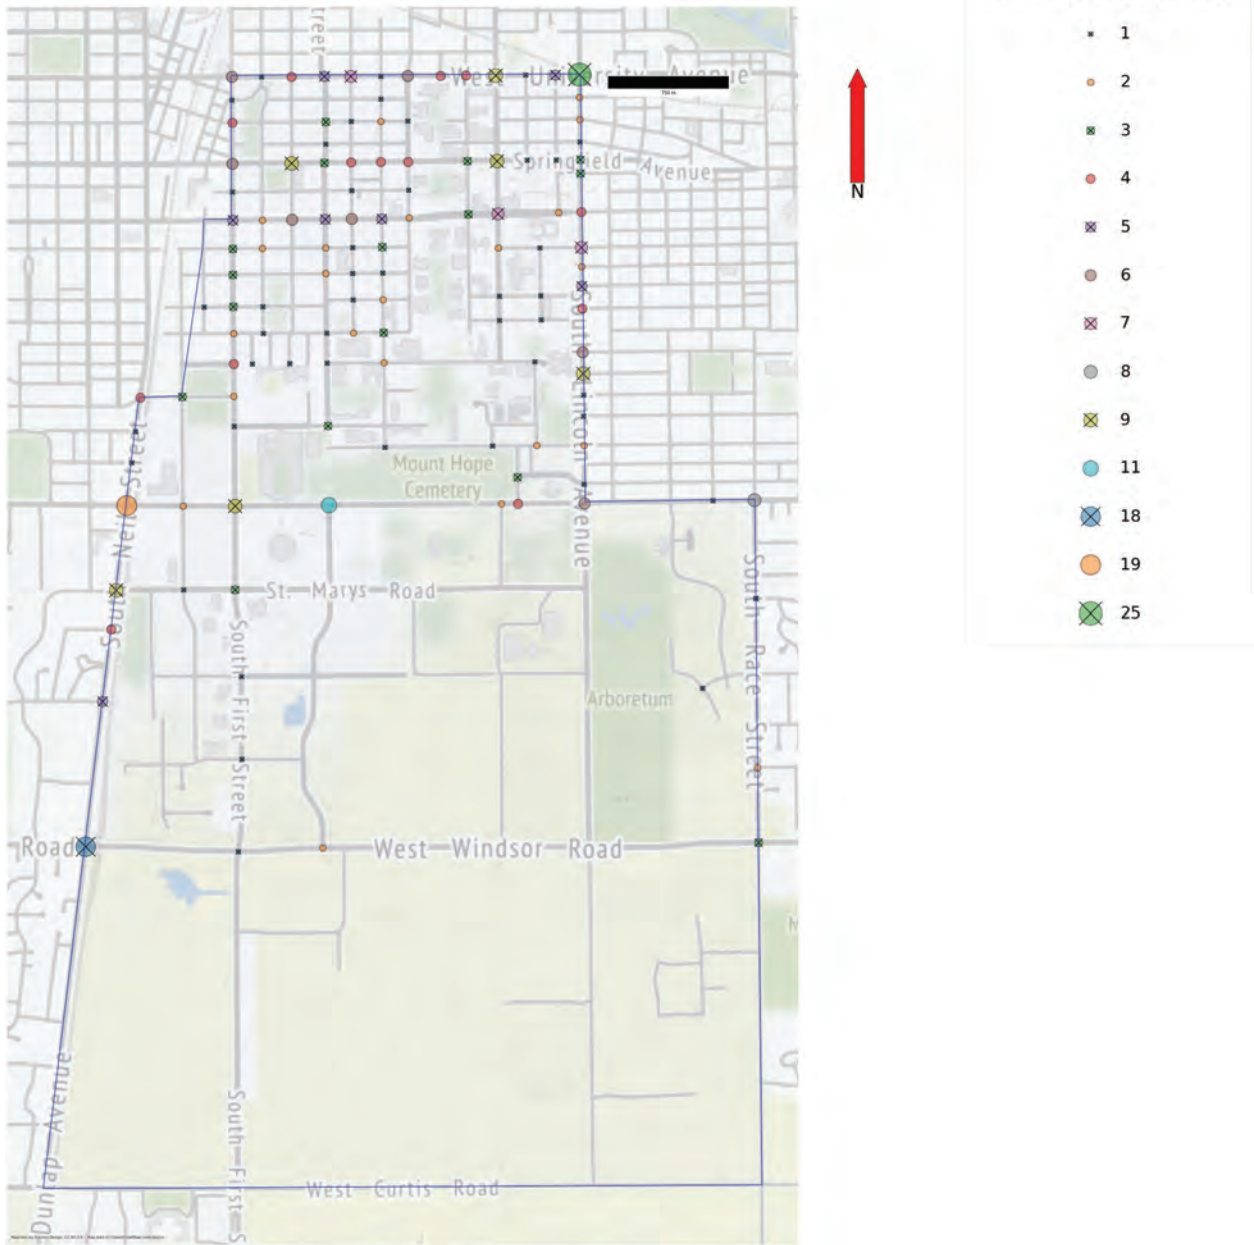 treet
West University Avenue
750 m
Springfield Avenue
N
South Lincoln Avenue
Mount Hope
Cemetery
South Neil Street
St. Marys Road
South Race Street
South First Street
Arboretum
Road
West Windsor Road
M
Dunlap Avenue
South First S
West Curtis Road
1
2
3
4
5
6
7
8
9
11
18
19
25